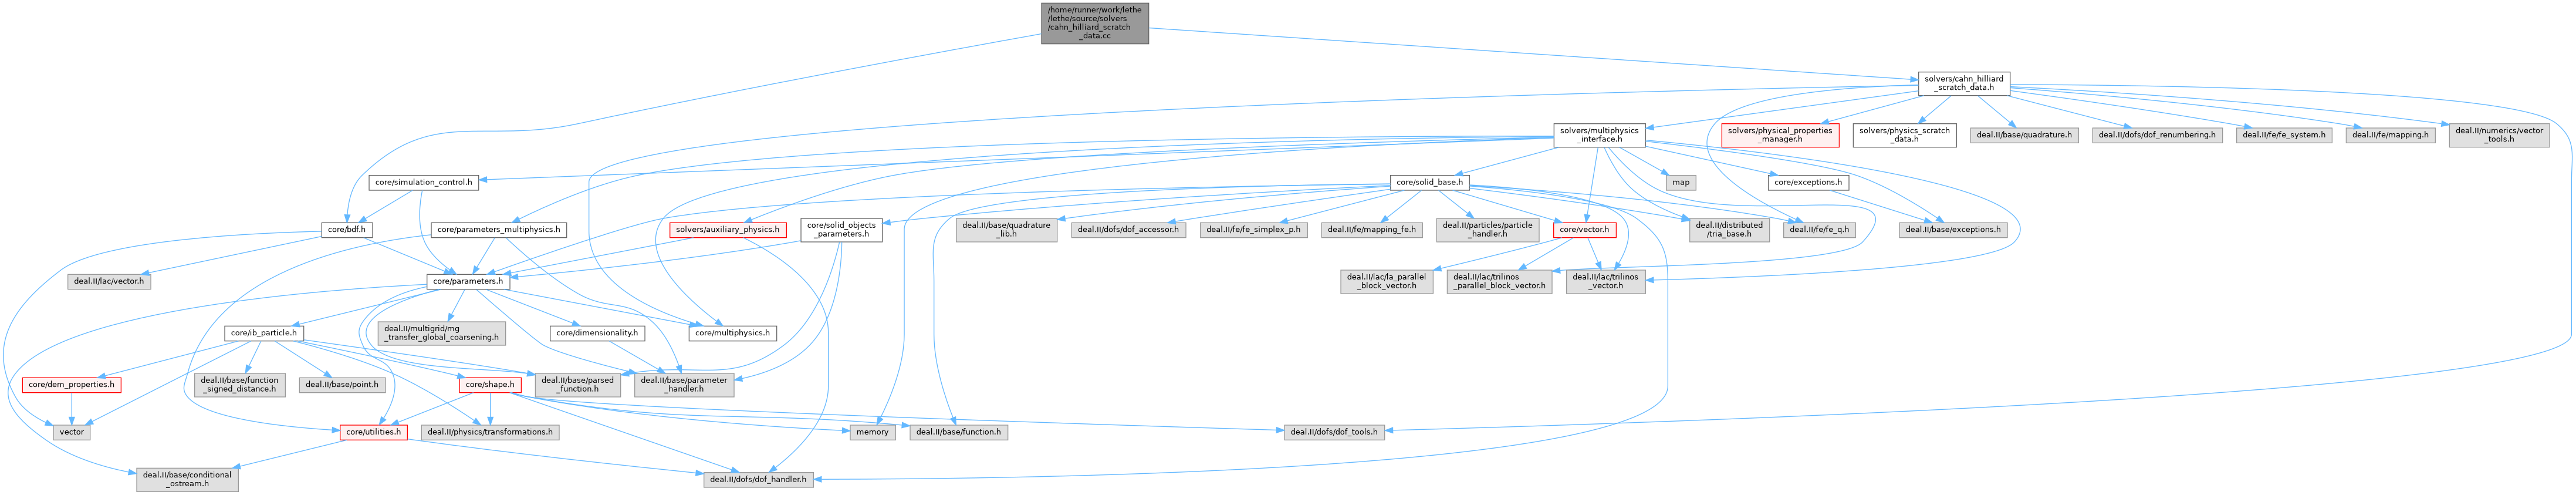 /home/runner/work/lethe
/lethe/source/solvers
/cahn_hilliard_scratch
_data.cc
solvers/cahn_hilliard
_scratch_data.h
solvers/multiphysics
_interface.h
solvers/physical_properties
_manager.h
solvers/physics_scratch
_data.h
deal.II/base/quadrature.h
deal.II/dofs/dof_renumbering.h
deal.II/fe/fe_system.h
deal.II/fe/mapping.h
deal.II/numerics/vector
_tools.h
core/simulation_control.h
core/solid_base.h
map
core/exceptions.h
core/bdf.h
core/parameters_multiphysics.h
solvers/auxiliary_physics.h
core/solid_objects
_parameters.h
deal.II/base/quadrature
_lib.h
deal.II/dofs/dof_accessor.h
deal.II/fe/fe_simplex_p.h
deal.II/fe/mapping_fe.h
deal.II/particles/particle
_handler.h
core/vector.h
deal.II/distributed
/tria_base.h
deal.II/fe/fe_q.h
deal.II/base/exceptions.h
deal.II/lac/vector.h
core/parameters.h
deal.II/lac/la_parallel
_block_vector.h
deal.II/lac/trilinos
_parallel_block_vector.h
deal.II/lac/trilinos
_vector.h
core/ib_particle.h
deal.II/multigrid/mg
_transfer_global_coarsening.h
core/dimensionality.h
core/multiphysics.h
core/dem_properties.h
deal.II/base/function
_signed_distance.h
deal.II/base/point.h
core/shape.h
deal.II/base/parsed
_function.h
deal.II/base/parameter
_handler.h
vector
core/utilities.h
deal.II/physics/transformations.h
memory
deal.II/base/function.h
deal.II/dofs/dof_tools.h
deal.II/base/conditional
_ostream.h
deal.II/dofs/dof_handler.h